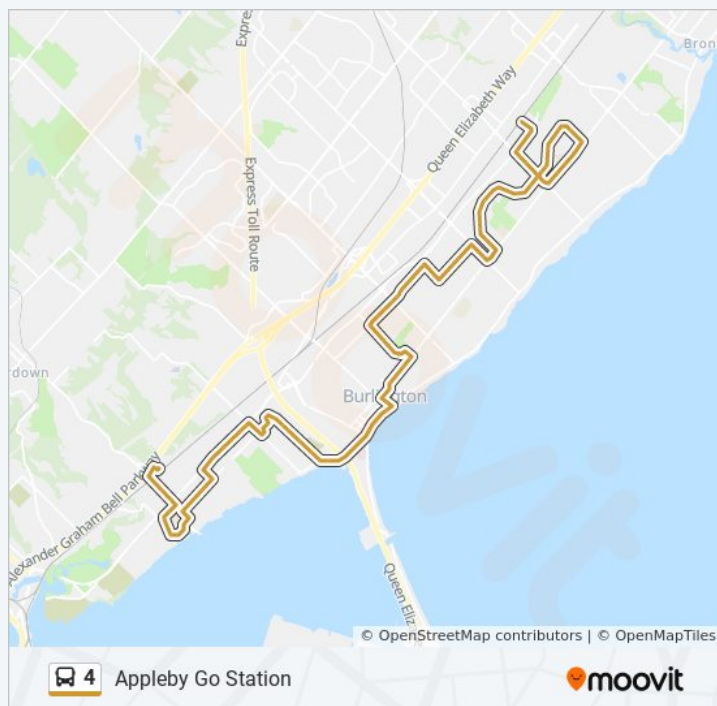 Bron
Expre
Queen Elizabeth Way
Express Toll Route
rdown
Burlington
Alexander Graham Bell Parkway
Queen Eliz
© OpenStreetMap contributors | © OpenMapTiles
4 Appleby Go Station
moovit